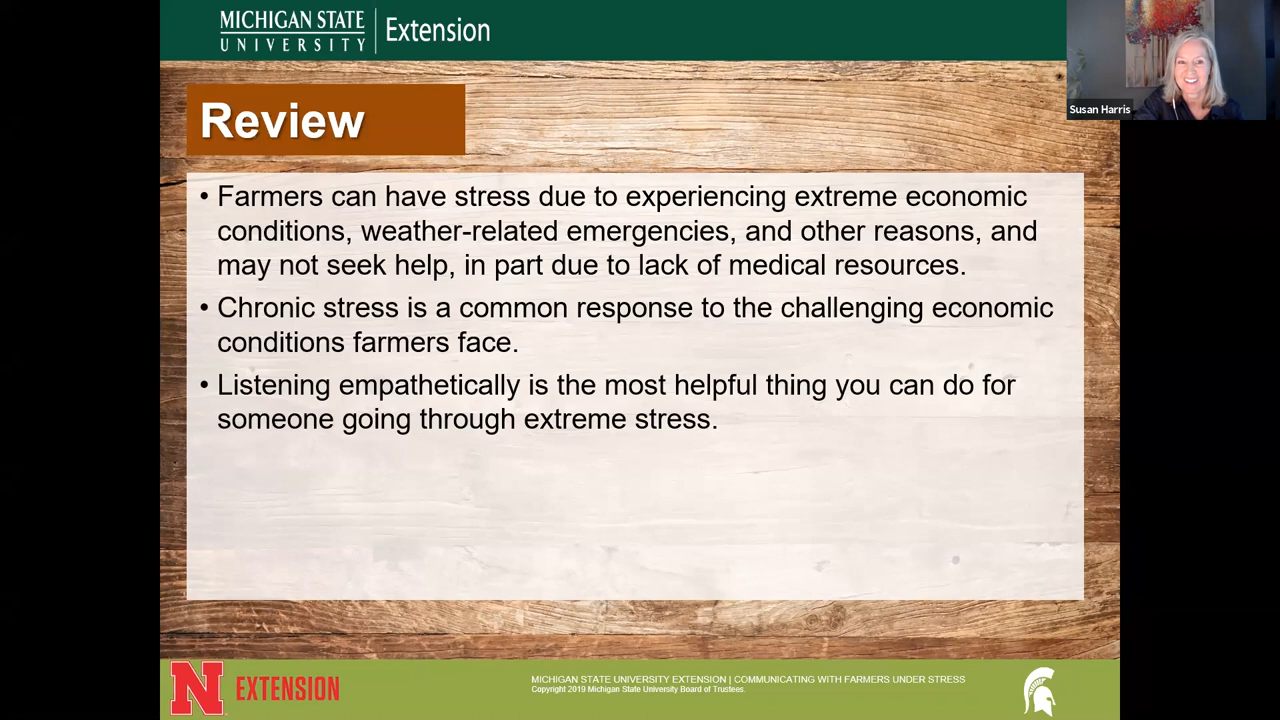 MICHIGAN STATE
UNIVERSITY
Extension
Susan Harris
Review
• Farmers can have stress due to experiencing extreme economic
conditions, weather-related emergencies, and other reasons, and
may not seek help, in part due to lack of medical resources.
• Chronic stress is a common response to the challenging economic
conditions farmers face.
• Listening empathetically is the most helpful thing you can do for
someone going through extreme stress.
N EXTENSION
MICHIGAN STATE UNIVERSITY EXTENSION | COMMUNICATING WITH FARMERS UNDER STRESS
Copyright 2019 Michigan State University Board of Trustees.